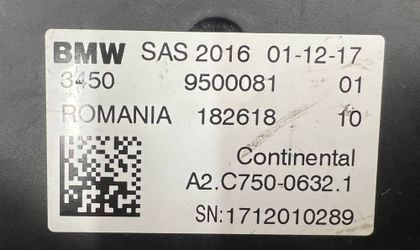 BMW SAS 2016 01-12-17
3450 9500081 01
ROMANIA 182618 10
Continental
A2.C750-0632.1
SN:1712010289